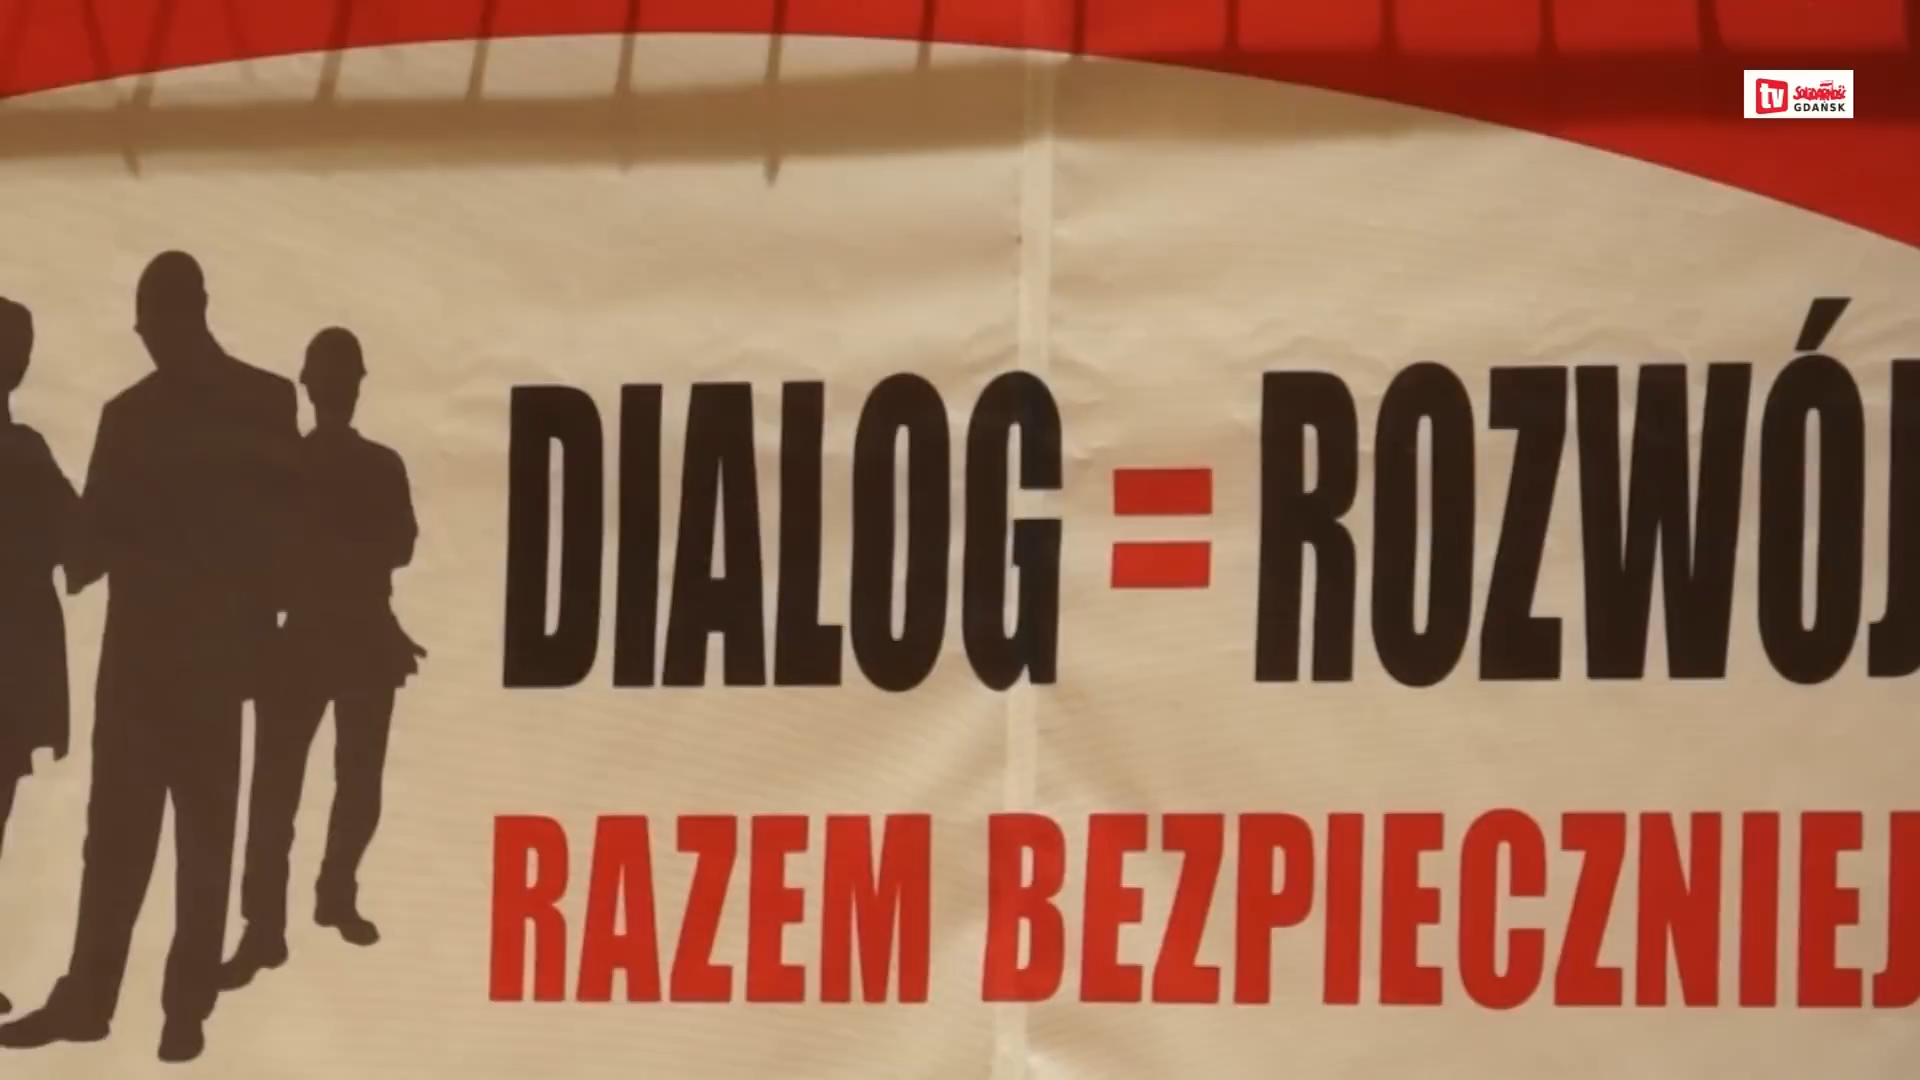 tv Solidarność
GDAŃSK
DIALOG = ROZWÓJ
RAZEM BEZPIECZNIEJ